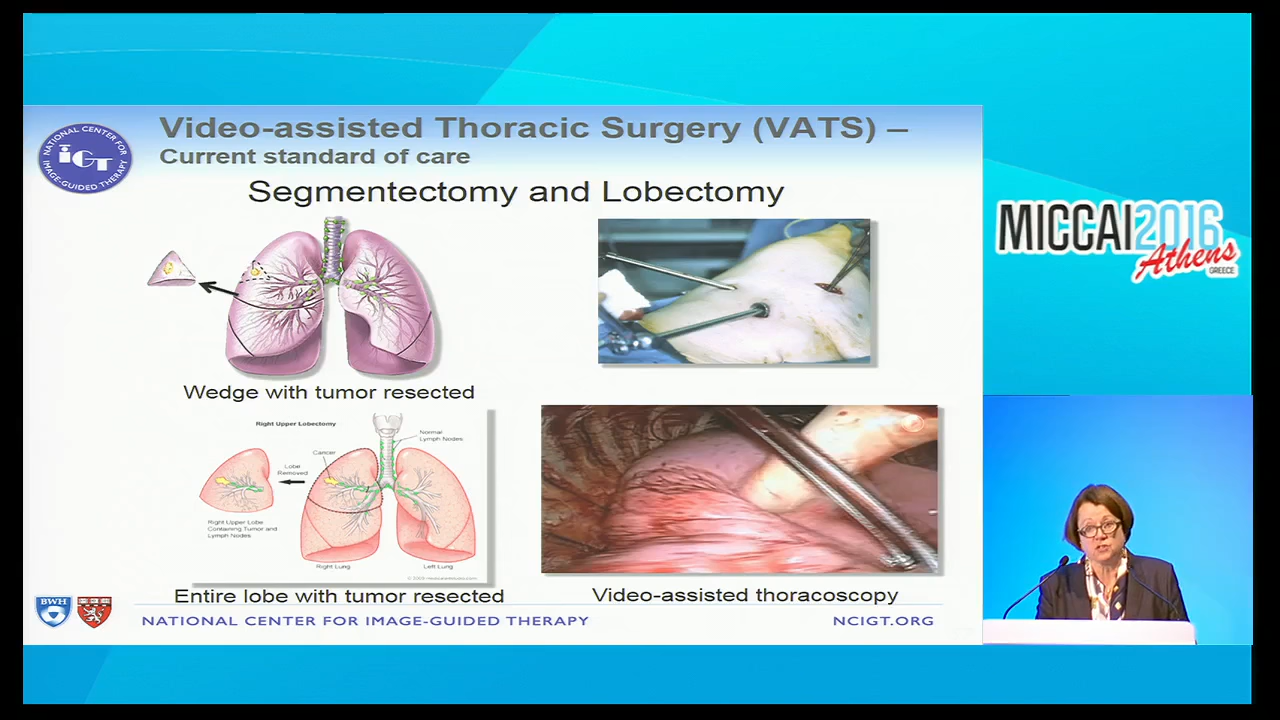 Video-assisted Thoracic Surgery (VATS) –
Current standard of care
Segmentectomy and Lobectomy
NATIONAL CENTER FOR
IGT
IMAGE-GUIDED THERAPY
Wedge with tumor resected
Right Upper Lobectomy
Normal
Lymph Nodes
Cancer
Lobe
Removed
Right Upper Lobe
Containing Tumor and
Lymph Nodes
Right Lung
Left Lung
Entire lobe with tumor resected
Video-assisted thoracoscopy
BWH
NATIONAL CENTER FOR IMAGE-GUIDED THERAPY
NCIGT.ORG
MICCAI2016
Athens
GREECE